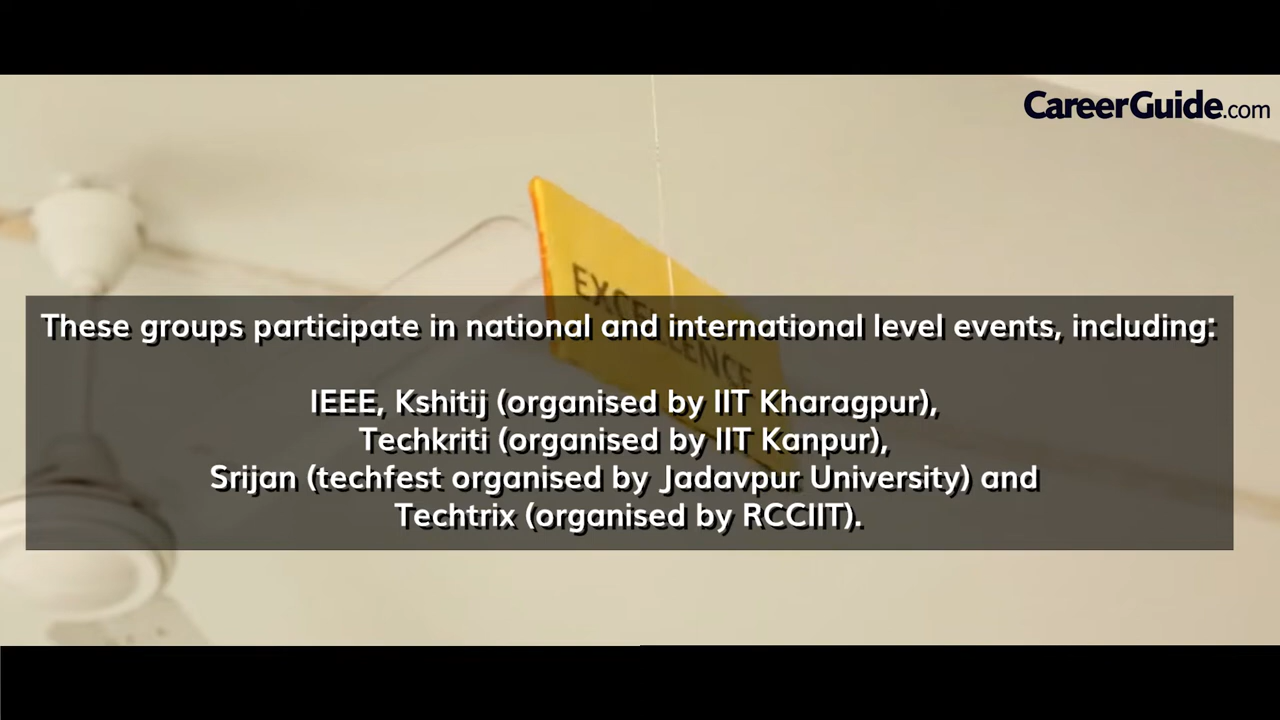 CareerGuide.com
EXCELLENCE
These groups participate in national and international level events, including:
IEEE, Kshitij (organised by IIT Kharagpur),
Techkriti (organised by IIT Kanpur),
Srijan (techfest organised by Jadavpur University) and
Techtrix (organised by RCCIIT).